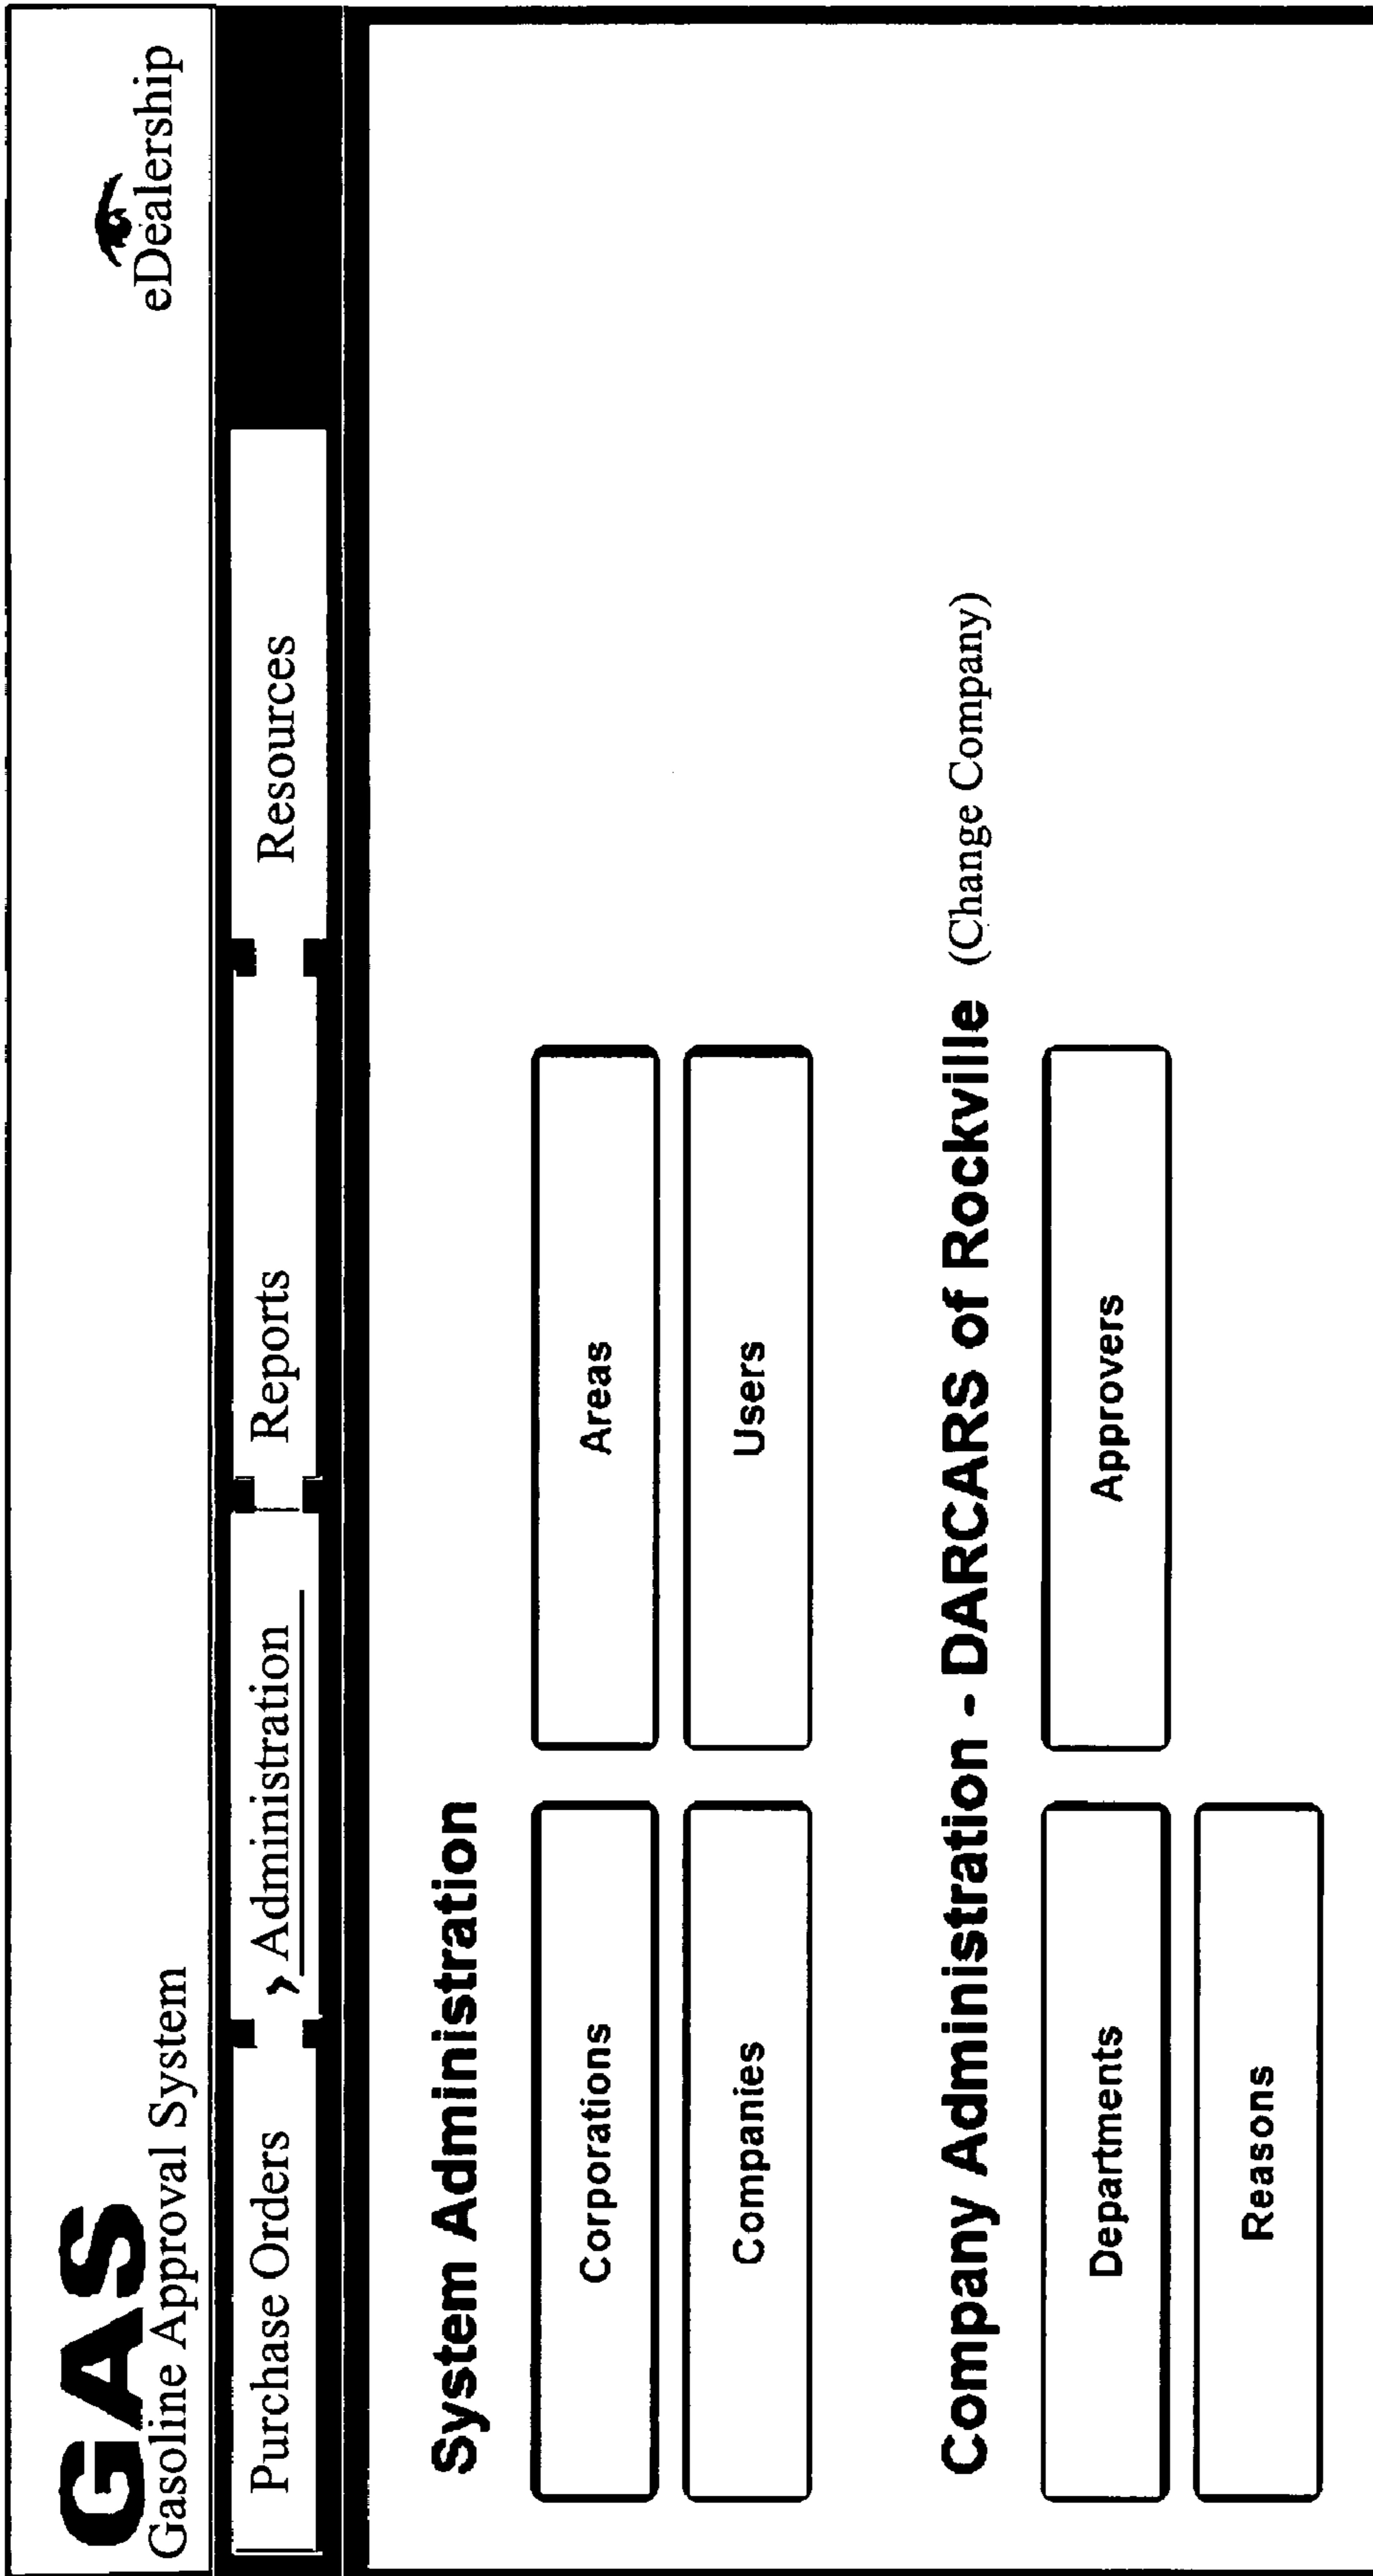 GAS
Gasoline Approval System
eDealership
Purchase Orders
Administration
Reports
Resources
System Administration
Corporations
Areas
Companies
Users
Company Administration - DARCARS of Rockville (Change Company)
Departments
Approvers
Reasons